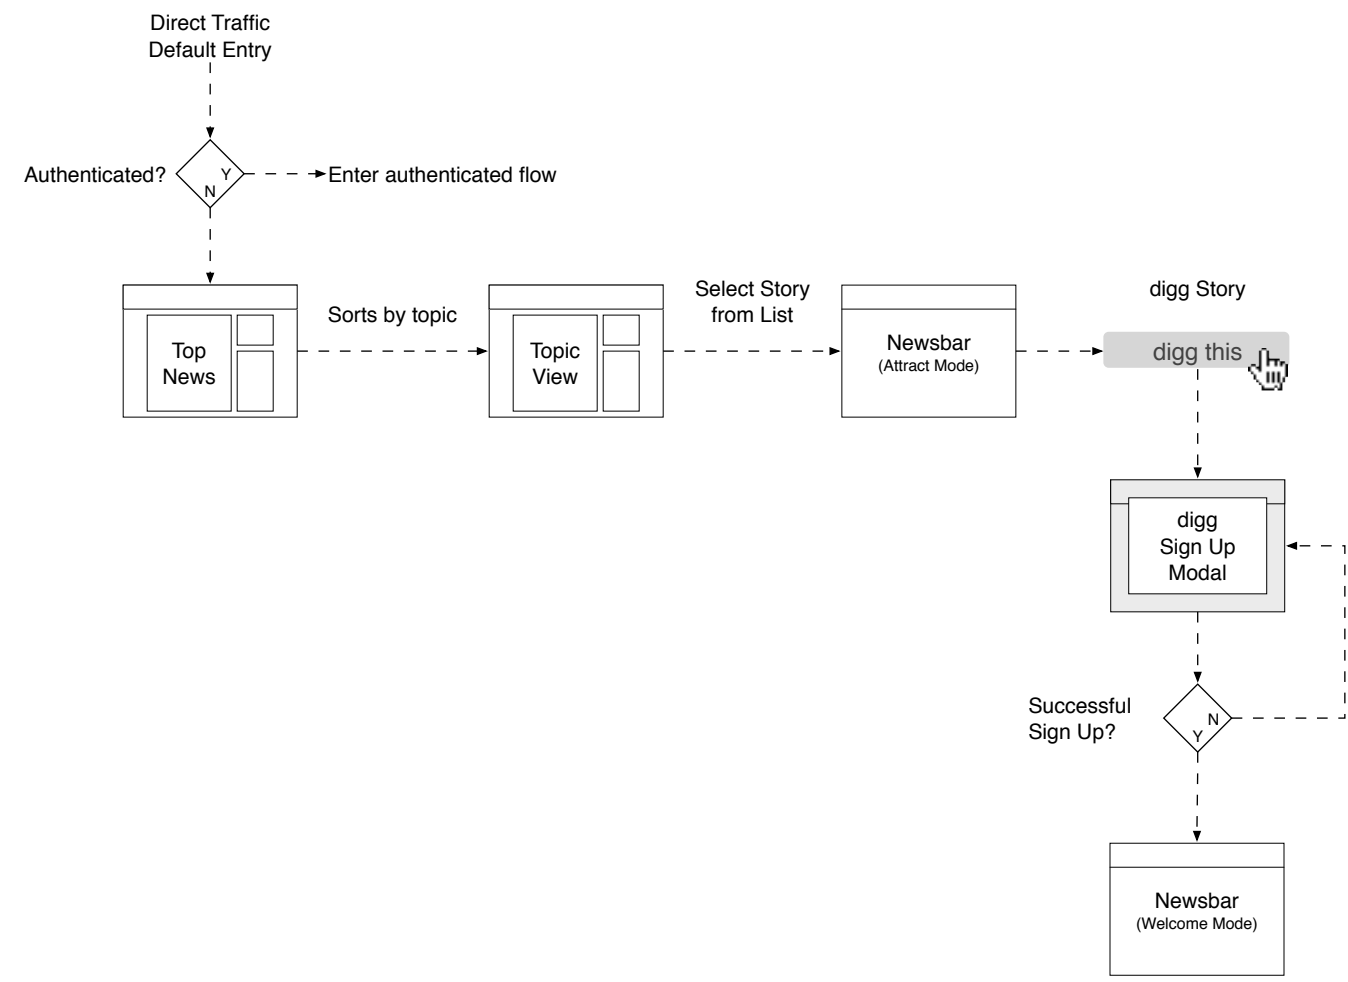 Direct Traffic
Default Entry
Authenticated?
Y
N
Enter authenticated flow
Top
News
Sorts by topic
Topic
View
Select Story
from List
Newsbar
(Attract Mode)
digg Story
digg this
digg
Sign Up
Modal
Successful
Sign Up?
N
Y
Newsbar
(Welcome Mode)